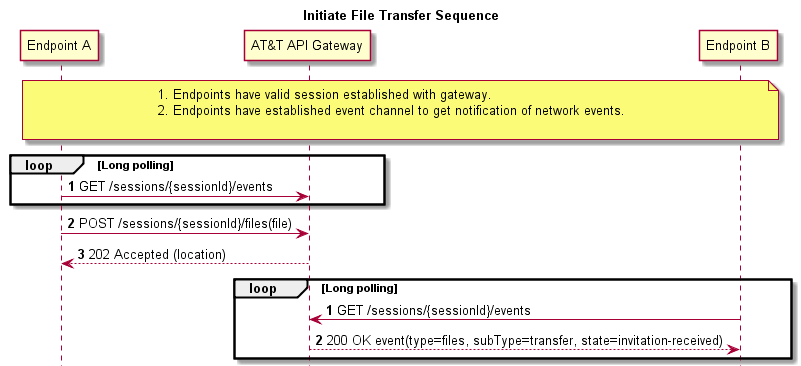 Initiate File Transfer Sequence
Endpoint A
AT&T API Gateway
Endpoint B
1. Endpoints have valid session established with gateway.
2. Endpoints have established event channel to get notification of network events.
loop [Long polling]
1 GET /sessions/{sessionId}/events
2 POST /sessions/{sessionId}/files(file)
3 202 Accepted (location)
loop [Long polling]
1 GET /sessions/{sessionId}/events
2 200 OK event(type=files, subType=transfer, state=invitation-received)